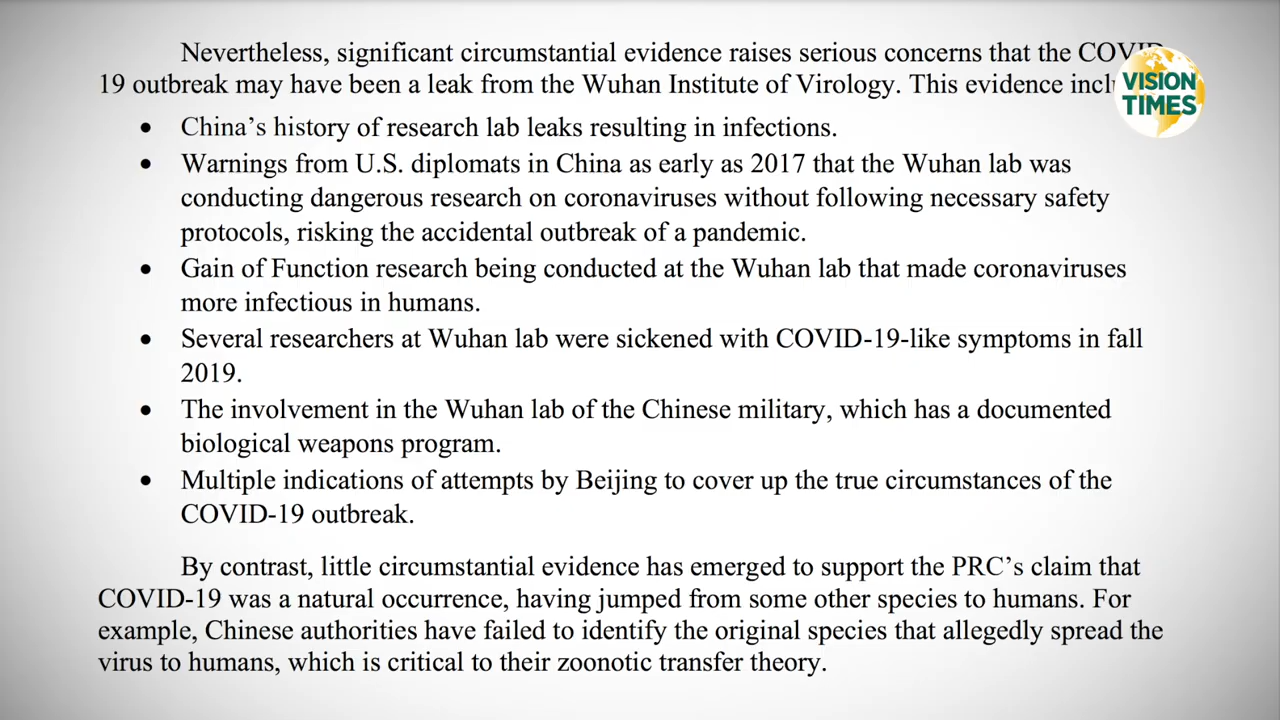 Nevertheless, significant circumstantial evidence raises serious concerns that the COVID-
19 outbreak may have been a leak from the Wuhan Institute of Virology. This evidence
VISION
TIMES
• China’s history of research lab leaks resulting in infections.
• Warnings from U.S. diplomats in China as early as 2017 that the Wuhan lab was
conducting dangerous research on coronaviruses without following necessary safety
protocols, risking the accidental outbreak of a pandemic.
• Gain of Function research being conducted at the Wuhan lab that made coronaviruses
more infectious in humans.
• Several researchers at Wuhan lab were sickened with COVID-19-like symptoms in fall
2019.
• The involvement in the Wuhan lab of the Chinese military, which has a documented
biological weapons program.
• Multiple indications of attempts by Beijing to cover up the true circumstances of the
COVID-19 outbreak.
By contrast, little circumstantial evidence has emerged to support the PRC’s claim that
COVID-19 was a natural occurrence, having jumped from some other species to humans. For
example, Chinese authorities have failed to identify the original species that allegedly spread the
virus to humans, which is critical to their zoonotic transfer theory.